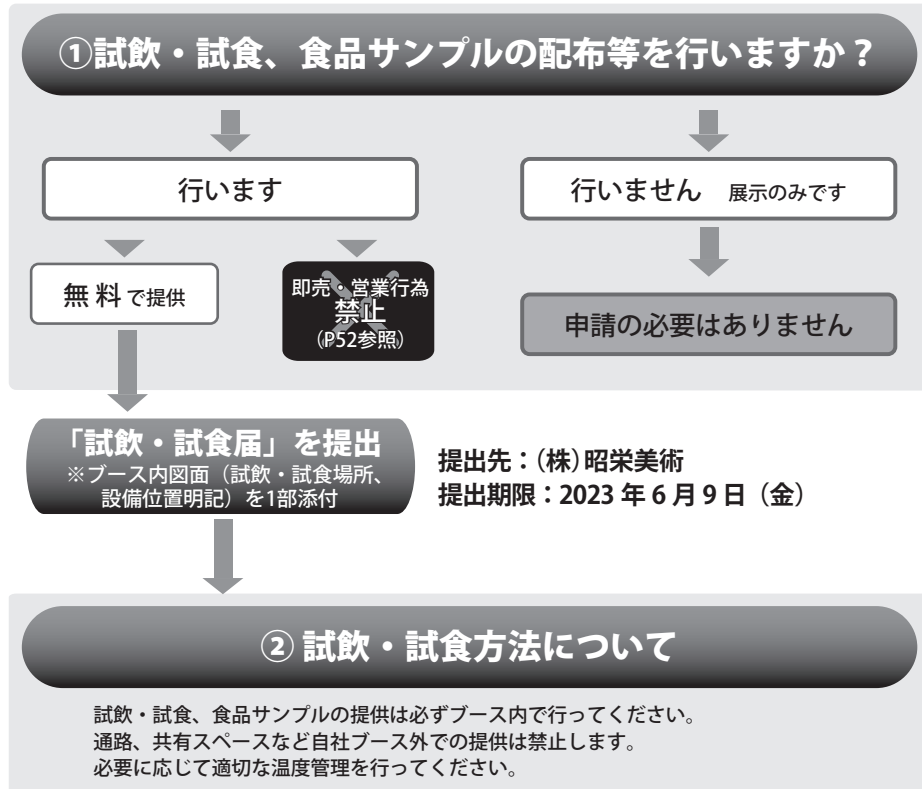 ①試飲・試食、食品サンプルの配布等を行いますか？
行います
行いません 展示のみです
無料で提供
即売・営業行為
禁止
(P52参照)
申請の必要はありません
「試飲・試食届」を提出
※ブース内図面（試飲・試食場所、
設備位置明記）を1部添付
提出先：(株)昭栄美術
提出期限：2023年6月9日（金）
② 試飲・試食方法について
試飲・試食、食品サンプルの提供は必ずブース内で行ってください。
通路、共有スペースなど自社ブース外での提供は禁止します。
必要に応じて適切な温度管理を行ってください。